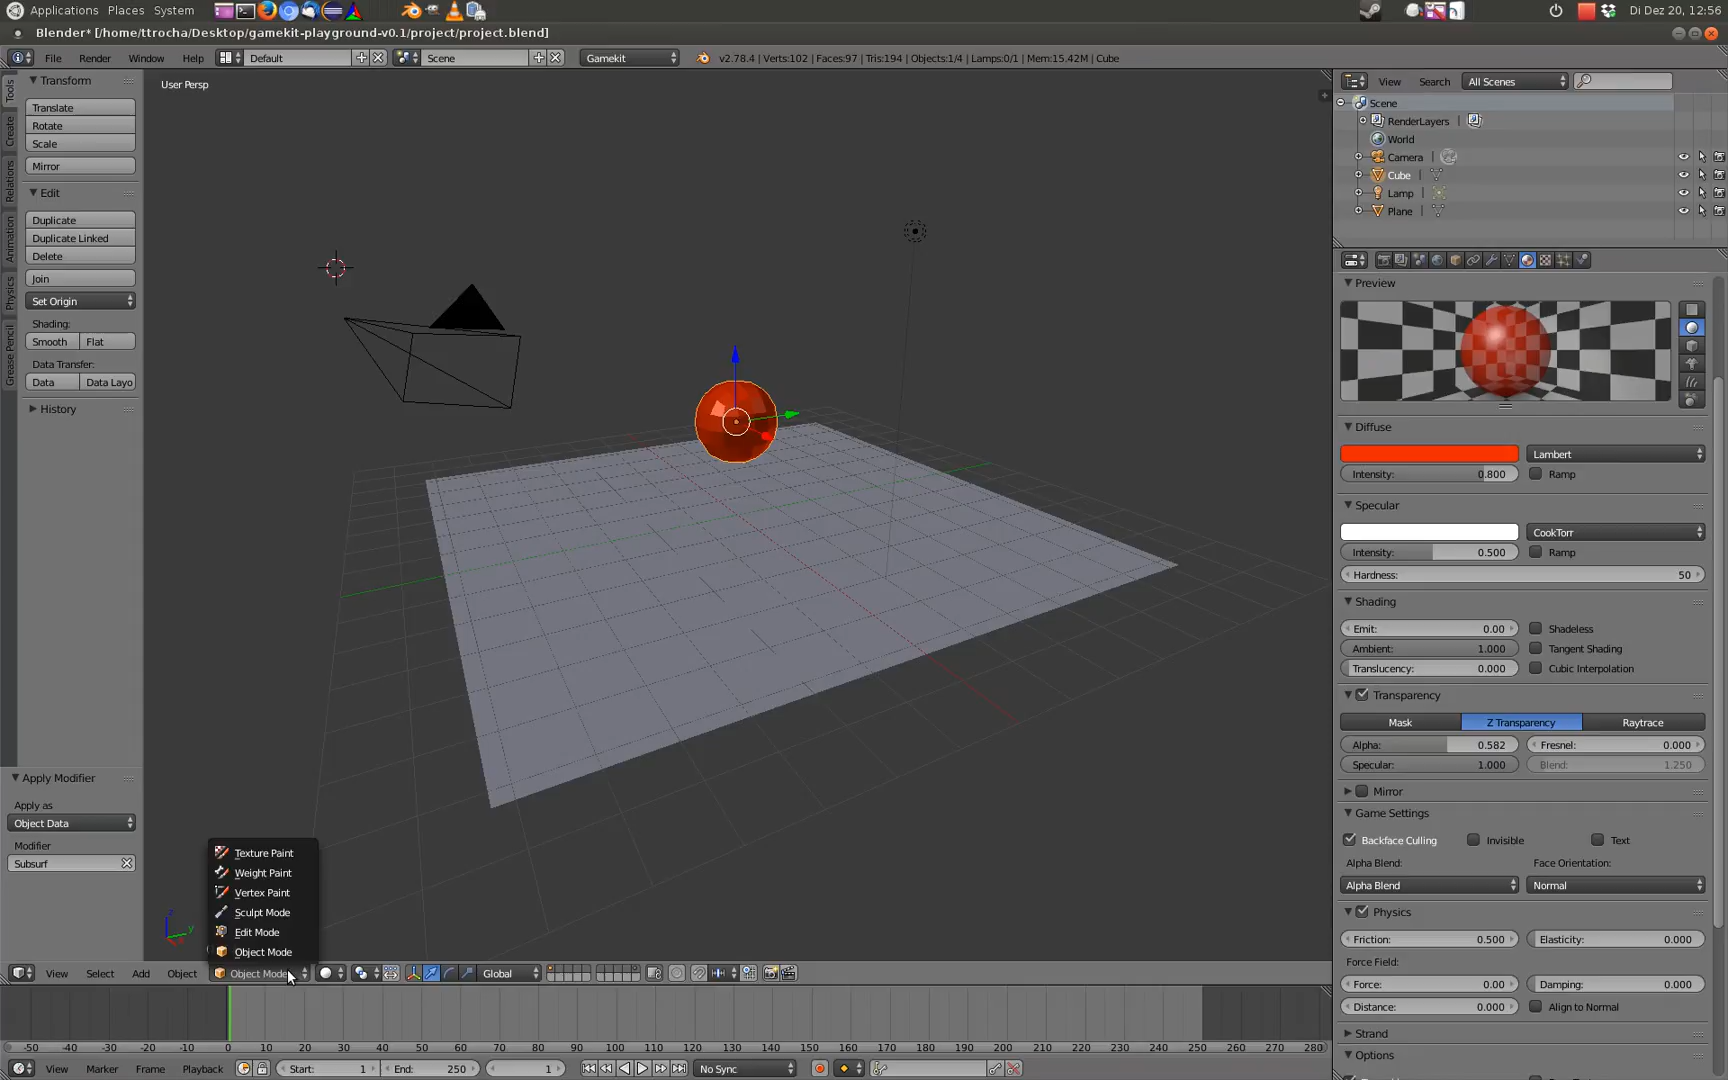 Applications Places System
Di Dez 20, 12:56
Blender* [/home/ttrocha/Desktop/gamekit-playground-v0.1/project/project.blend]
File Render Window Help Default Scene Gamekit v2.78.4 | Verts:102 | Faces:97 | Tris:194 | Objects:1/4 | Lamps:0/1 | Mem:15.42M | Cube
Tools
Create
Relations
Animation
Physics
Grease Pencil
Transform
Translate
Rotate
Scale
Mirror
Edit
Duplicate
Duplicate Linked
Delete
Join
Set Origin
Shading:
Smooth Flat
Data Transfer:
Data Data Layo
History
Apply Modifier
Apply as
Object Data
Modifier
Subsurf
User Persp
z
y
x
Texture Paint
Weight Paint
Vertex Paint
Sculpt Mode
Edit Mode
Object Mode
View Select Add Object Object Mode Global
-50 -40 -30 -20 -10 0 10 20 30 40 50 60 70 80 90 100 110 120 130 140 150 160 170 180 190 200 210 220 230 240 250 260 270 280
View Marker Frame Playback Start: 1 End: 250 1 No Sync
View Search All Scenes
Scene
RenderLayers |
World
Camera |
Cube |
Lamp |
Plane |
Preview
Diffuse
Lambert
Intensity: 0.800 Ramp
Specular
CookTorr
Intensity: 0.500 Ramp
Hardness: 50
Shading
Emit: 0.00 Shadeless
Ambient: 1.000 Tangent Shading
Translucency: 0.000 Cubic Interpolation
Transparency
Mask Z Transparency Raytrace
Alpha: 0.582 Fresnel: 0.000
Specular: 1.000 Blend: 1.250
Mirror
Game Settings
Backface Culling Invisible Text
Alpha Blend: Face Orientation:
Alpha Blend Normal
Physics
Friction: 0.500 Elasticity: 0.000
Force Field:
Force: 0.00 Damping: 0.000
Distance: 0.000 Align to Normal
Strand
Options